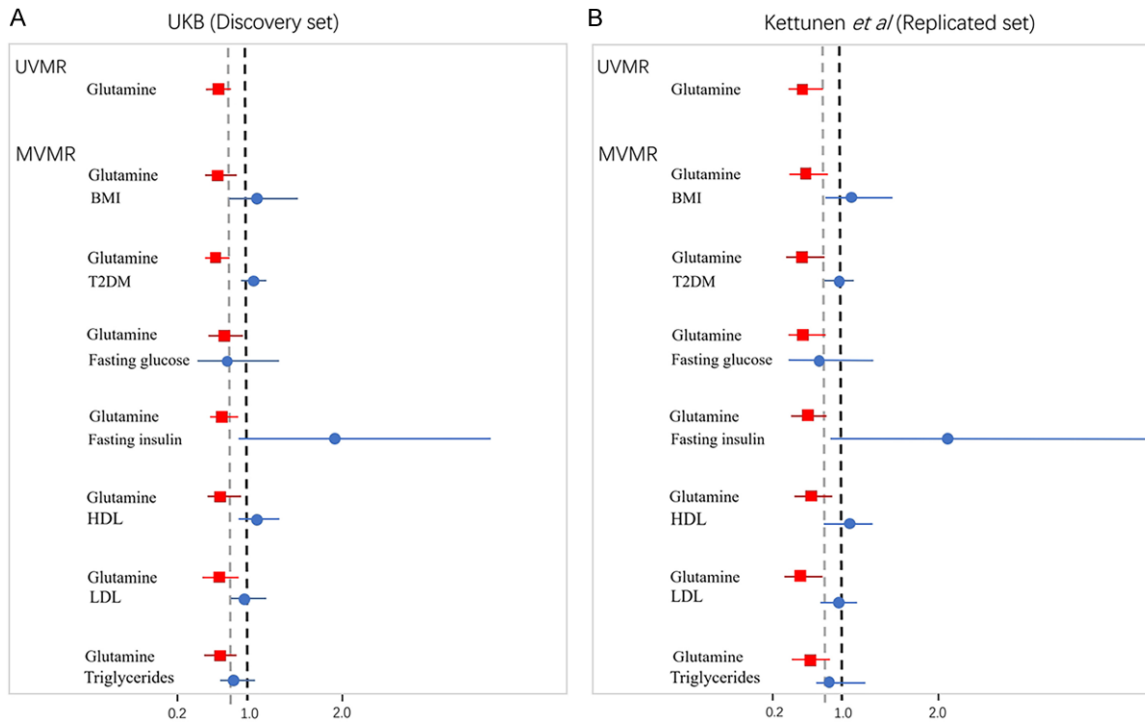 A
UKB (Discovery set)
UVMR
Glutamine
MVMR
Glutamine
BMI
Glutamine
T2DM
Glutamine
Fasting glucose
Glutamine
Fasting insulin
Glutamine
HDL
Glutamine
LDL
Glutamine
Triglycerides
0.2 1.0 2.0
B
Kettunen et al (Replicated set)
UVMR
Glutamine
MVMR
Glutamine
BMI
Glutamine
T2DM
Glutamine
Fasting glucose
Glutamine
Fasting insulin
Glutamine
HDL
Glutamine
LDL
Glutamine
Triglycerides
0.2 1.0 2.0